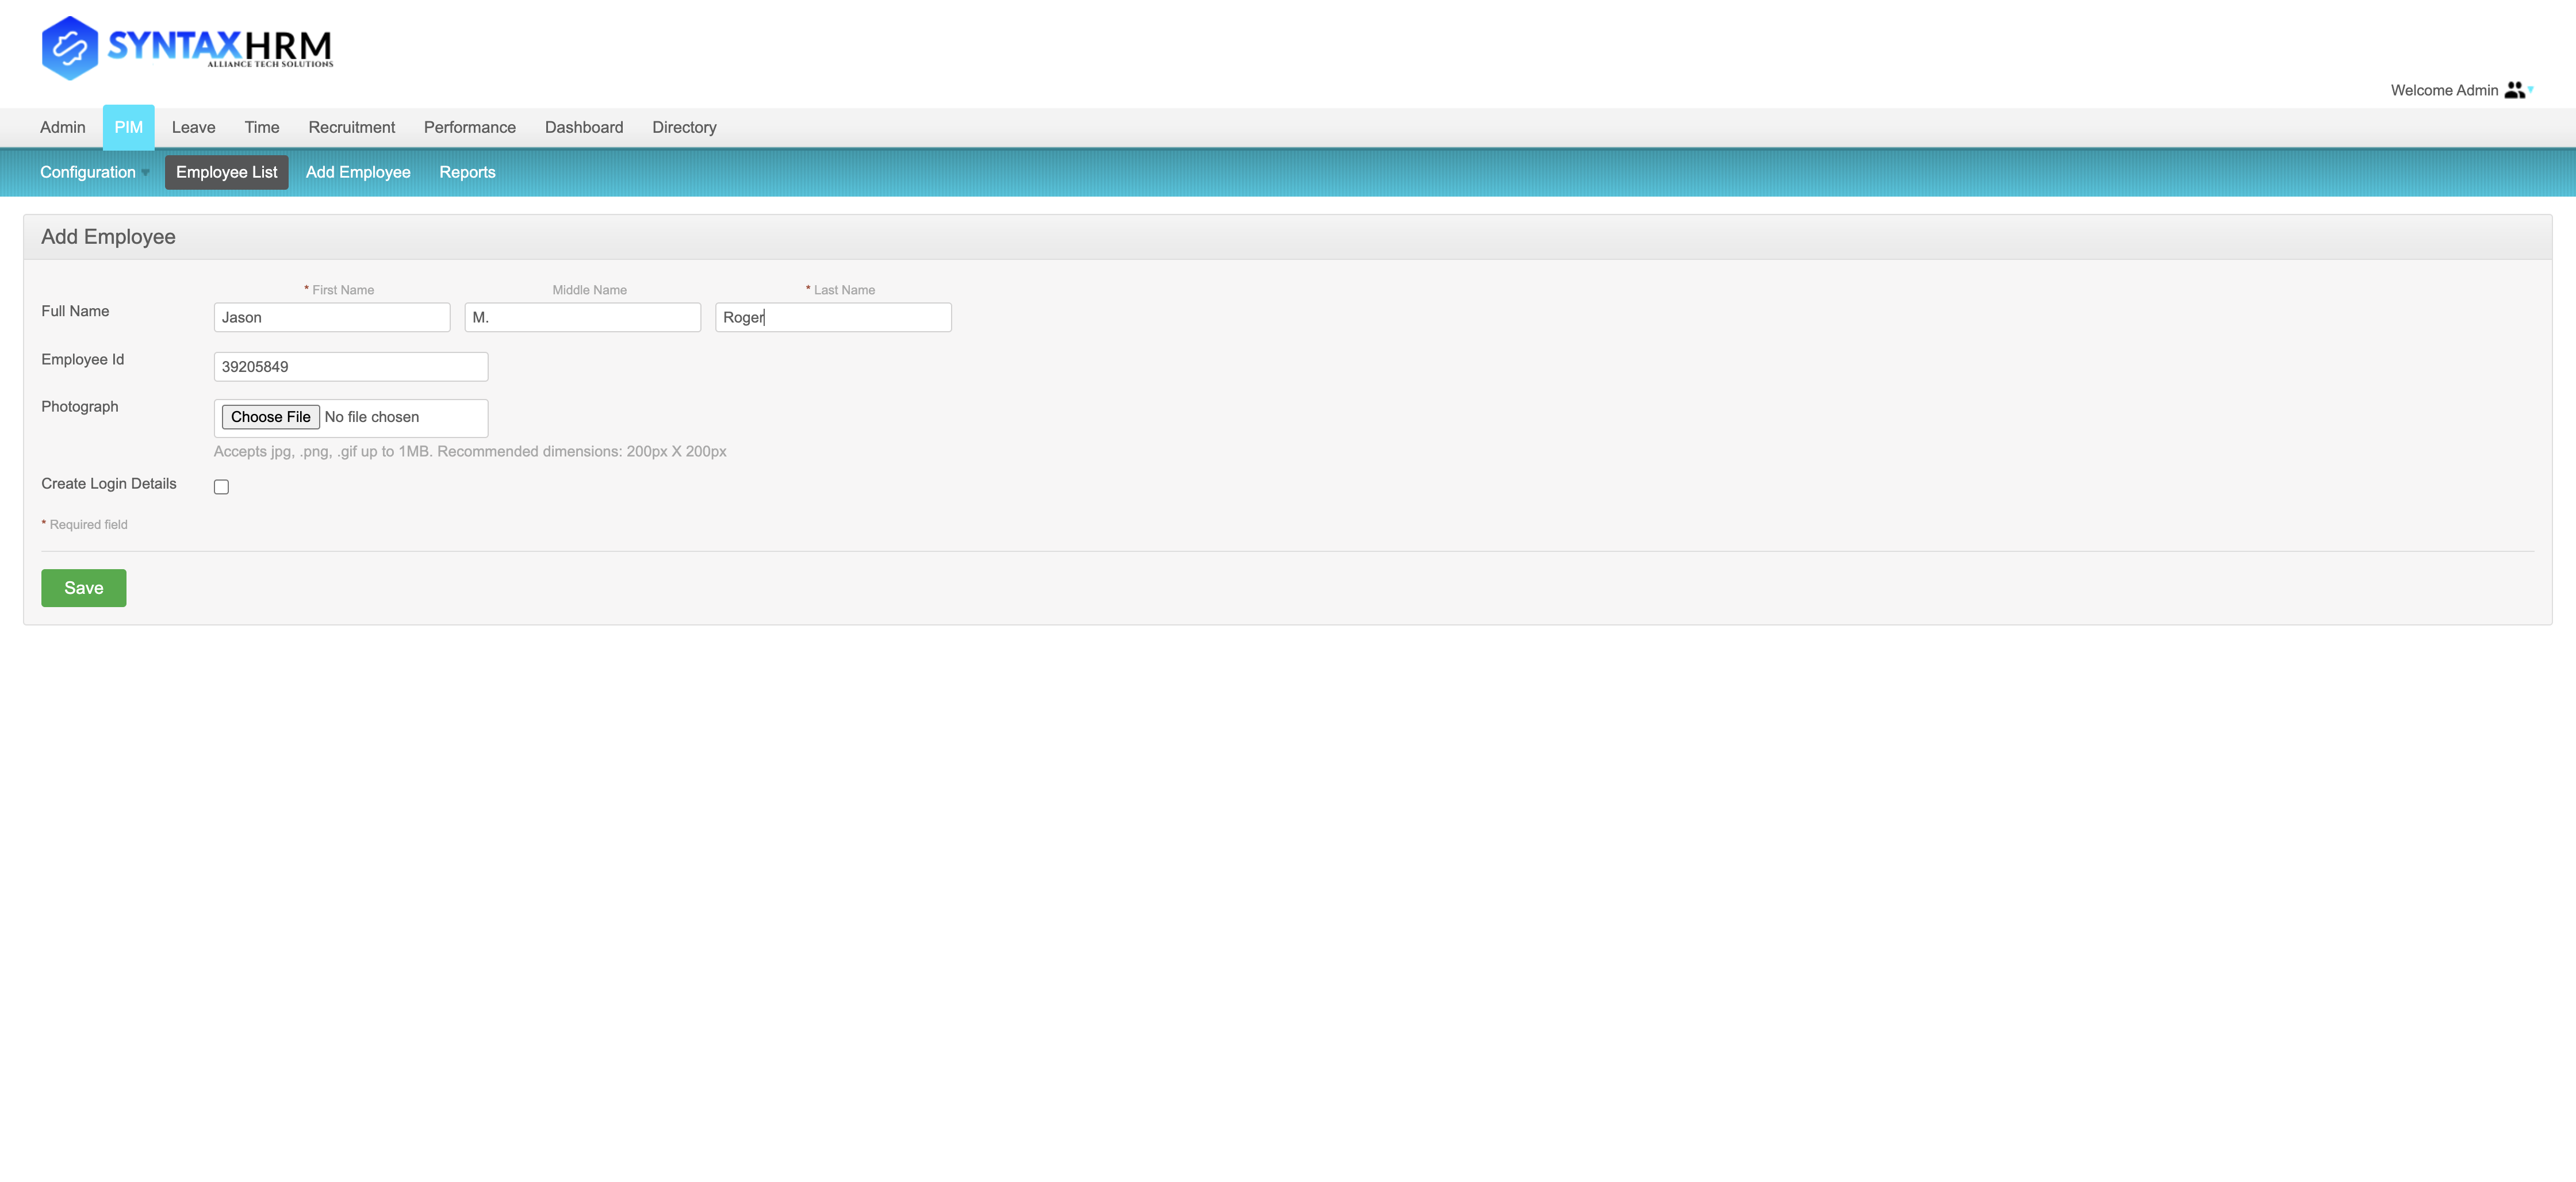 SYNTAXHRM
ALLIANCE TECH SOLUTIONS
Welcome Admin
Admin PIM Leave Time Recruitment Performance Dashboard Directory
Configuration Employee List Add Employee Reports
Add Employee
* First Name Middle Name * Last Name
Full Name Jason M. Roger
Employee Id 39205849
Photograph Choose File No file chosen
Accepts jpg, .png, .gif up to 1MB. Recommended dimensions: 200px X 200px
Create Login Details
* Required field
Save